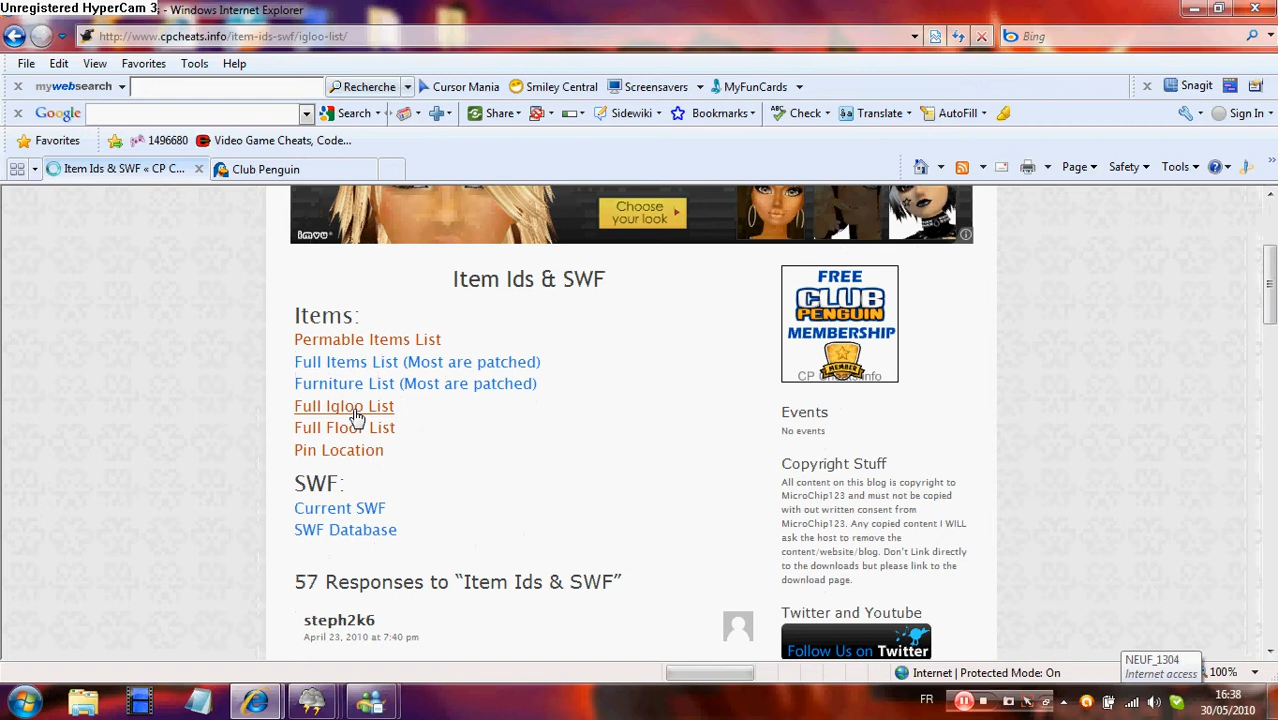 Unregistered HyperCam 3
- Windows Internet Explorer
http://www.cpcheats.info/item-ids-swf/igloo-list/
Bing
File Edit View Favorites Tools Help
mywebsearch Recherche Cursor Mania Smiley Central Screensavers MyFunCards Snagit
Google Search Share Sidewiki Bookmarks Check Translate AutoFill Sign In
Favorites 1496680 Video Game Cheats, Code...
Item Ids & SWF « CP C... Club Penguin Page Safety Tools
Choose
your look
imvu
Item Ids & SWF
Items:
Permable Items List
Full Items List (Most are patched)
Furniture List (Most are patched)
Full Igloo List
Full Floor List
Pin Location
SWF:
Current SWF
SWF Database
57 Responses to “Item Ids & SWF”
steph2k6
April 23, 2010 at 7:40 pm
FREE
CLUB
PENGUIN
MEMBERSHIP
MEMBER
CP Cheats.info
Events
No events
Copyright Stuff
All content on this blog is copyright to
MicroChip123 and must not be copied
with out written consent from
MicroChip123. Any copied content I WILL
ask the host to remove the
content/website/blog. Don't Link directly
to the downloads but please link to the
download page.
Twitter and Youtube
Follow Us on Twitter
NEUF_1304
Internet access
Internet | Protected Mode: On
100%
FR
16:38
30/05/2010